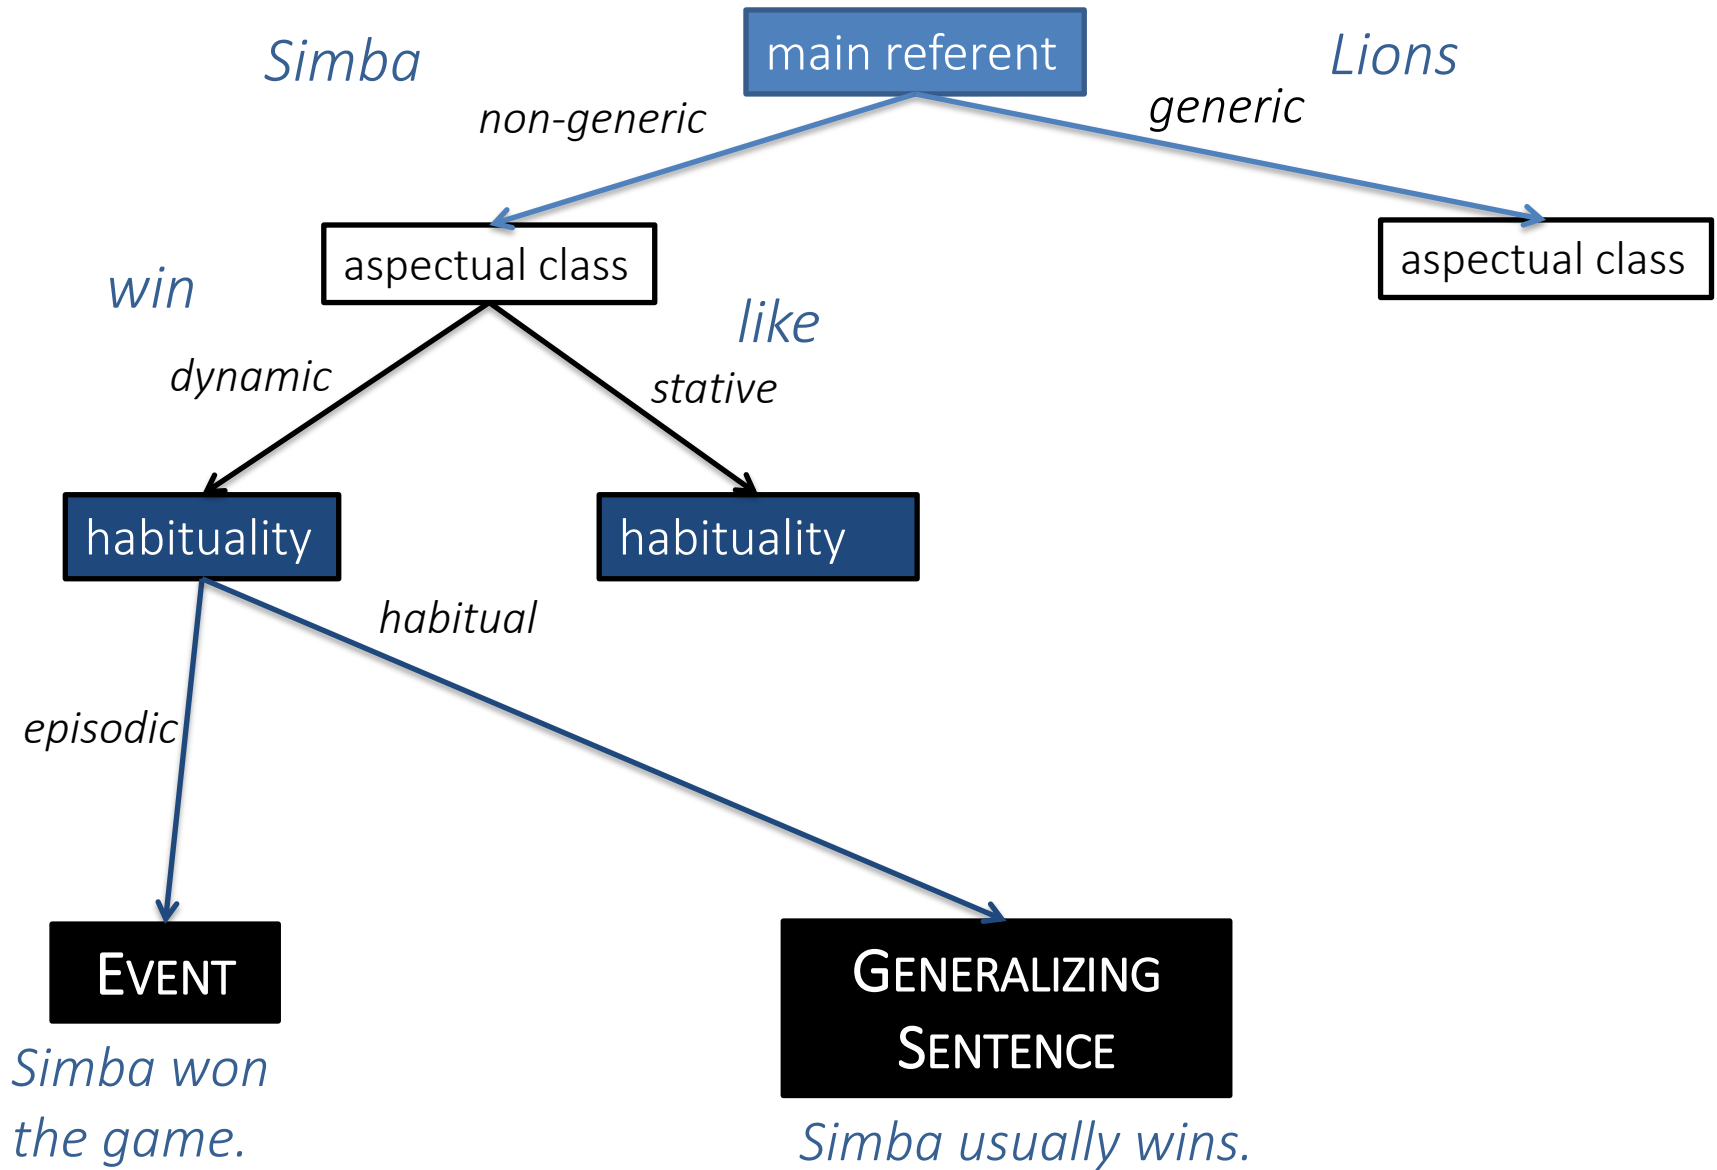 Simba
main referent
Lions
non-generic
generic
aspectual class
aspectual class
win
like
dynamic
stative
habituality
habituality
habitual
episodic
EVENT
GENERALIZING
SENTENCE
Simba won
the game.
Simba usually wins.